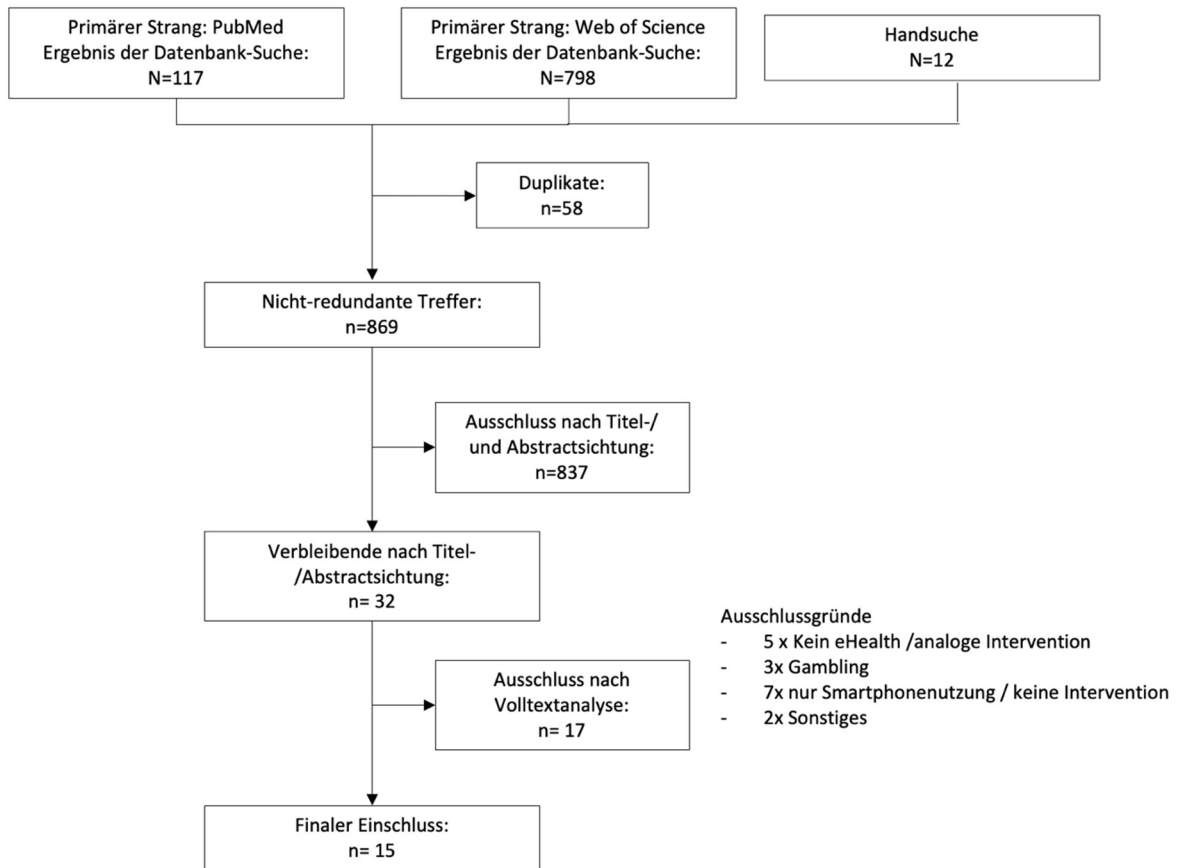 Primärer Strang: PubMed
Ergebnis der Datenbank-Suche:
N=117
Primärer Strang: Web of Science
Ergebnis der Datenbank-Suche:
N=798
Handsuche
N=12
Duplikate:
n=58
Nicht-redundante Treffer:
n=869
Ausschluss nach Titel-/
und Abstractsichtung:
n=837
Verbleibende nach Titel-
/Abstractsichtung:
n= 32
Ausschluss nach
Volltextanalyse:
n= 17
Ausschlussgründe
- 5 x Kein eHealth /analoge Intervention
- 3x Gambling
- 7x nur Smartphonenutzung / keine Intervention
- 2x Sonstiges
Finaler Einschluss:
n= 15